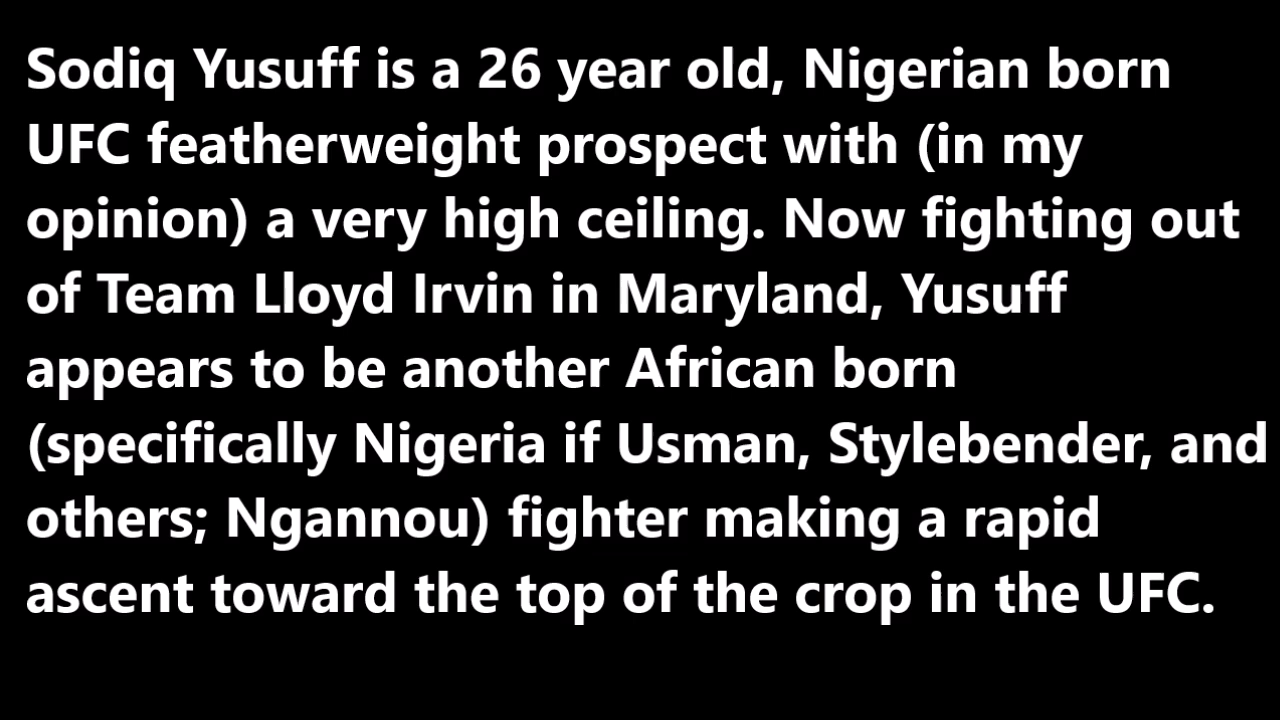 Sodiq Yusuff is a 26 year old, Nigerian born
UFC featherweight prospect with (in my
opinion) a very high ceiling. Now fighting out
of Team Lloyd Irvin in Maryland, Yusuff
appears to be another African born
(specifically Nigeria if Usman, Stylebender, and
others; Ngannou) fighter making a rapid
ascent toward the top of the crop in the UFC.